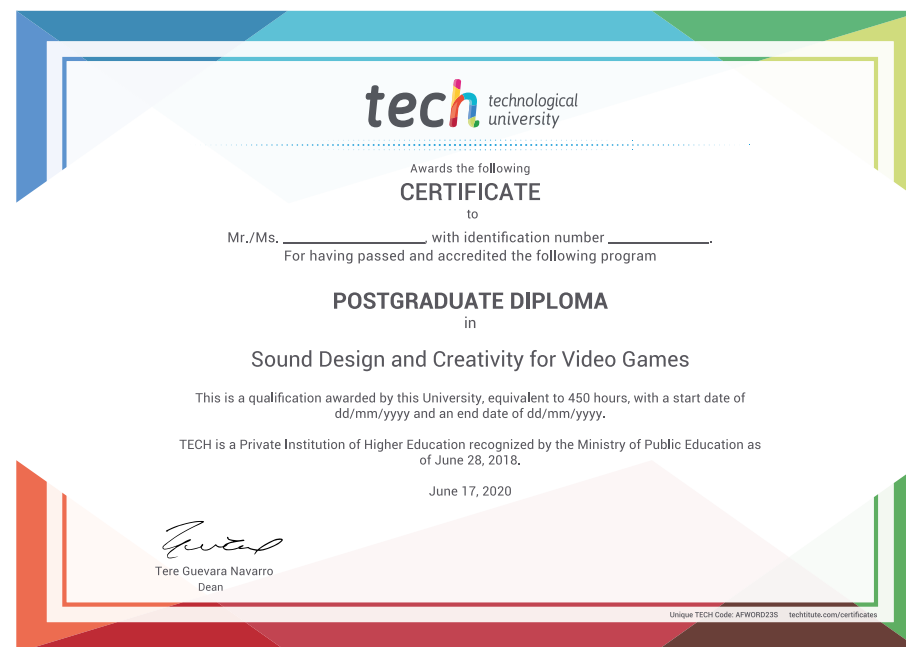 tech technological
university
Awards the following
CERTIFICATE
to
Mr./Ms. ____________________, with identification number ______________.
For having passed and accredited the following program
POSTGRADUATE DIPLOMA
in
Sound Design and Creativity for Video Games
This is a qualification awarded by this University, equivalent to 450 hours, with a start date of
dd/mm/yyyy and an end date of dd/mm/yyyy.
TECH is a Private Institution of Higher Education recognized by the Ministry of Public Education as
of June 28, 2018.
June 17, 2020
Tere Guevara Navarro
Dean
Unique TECH Code: AFWORD23S techtitute.com/certificates